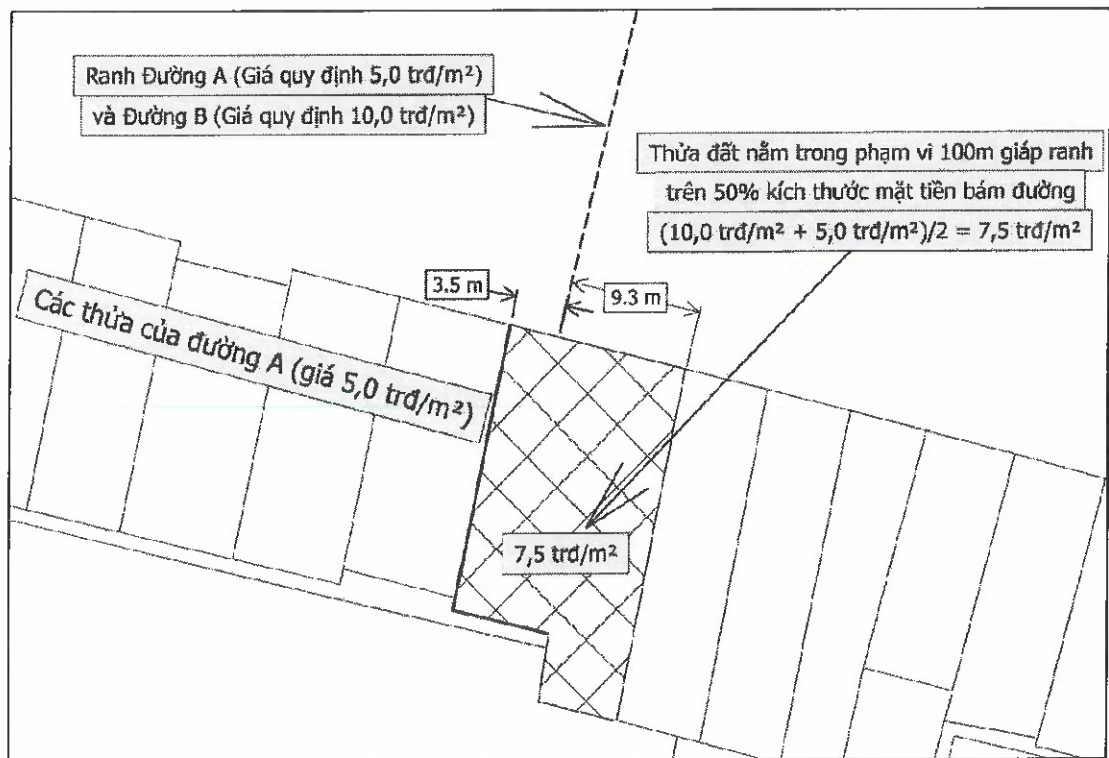 Ranh Đường A (Giá quy định 5,0 trđ/m²)
và Đường B (Giá quy định 10,0 trđ/m²)
Thửa đất nằm trong phạm vi 100m giáp ranh
trên 50% kích thước mặt tiền bám đường
(10,0 trđ/m² + 5,0 trđ/m²)/2 = 7,5 trđ/m²
3.5 m
9.3 m
Các thửa của đường A (giá 5,0 trđ/m²)
7,5 trđ/m²